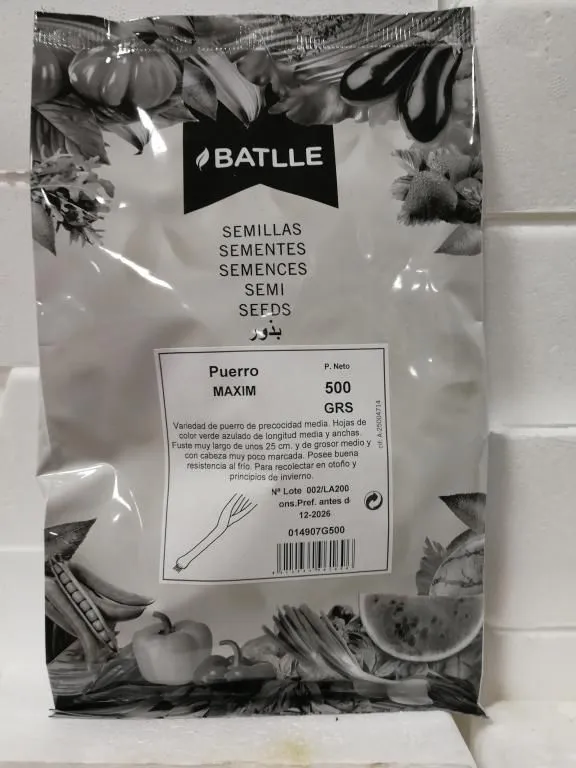 BATLLE
SEMILLAS
SEMENTES
SEMENCES
SEMI
SEEDS
بذور
Puerro
MAXIM
P. Neto
500
GRS
Variedad de puerro de precocidad media. Hojas de
color verde azulado de longitud media y anchas.
Fuste muy largo de unos 25 cm. y de grosor medio y
con cabeza muy poco marcada. Posee buena
resistencia al frío. Para recolectar en otoño y
principios de invierno.
Nº Lote 002/LA200
ons.Pref. antes d
12-2026
014907G500
cif: A-25004714